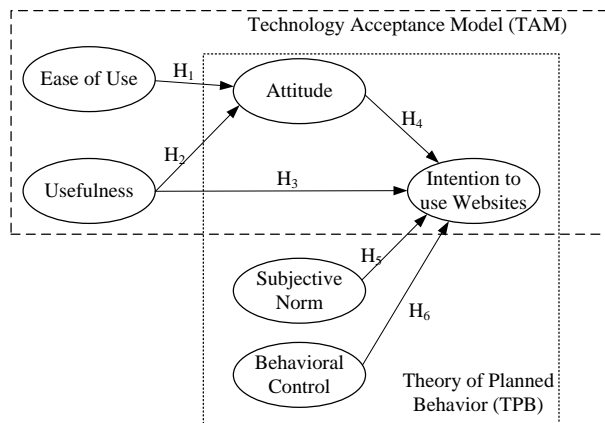 Technology Acceptance Model (TAM)
Ease of Use
H1
Attitude
H4
H2
Usefulness
H3
Intention to
use Websites
H5
Subjective
Norm
H6
Behavioral
Control
Theory of Planned
Behavior (TPB)